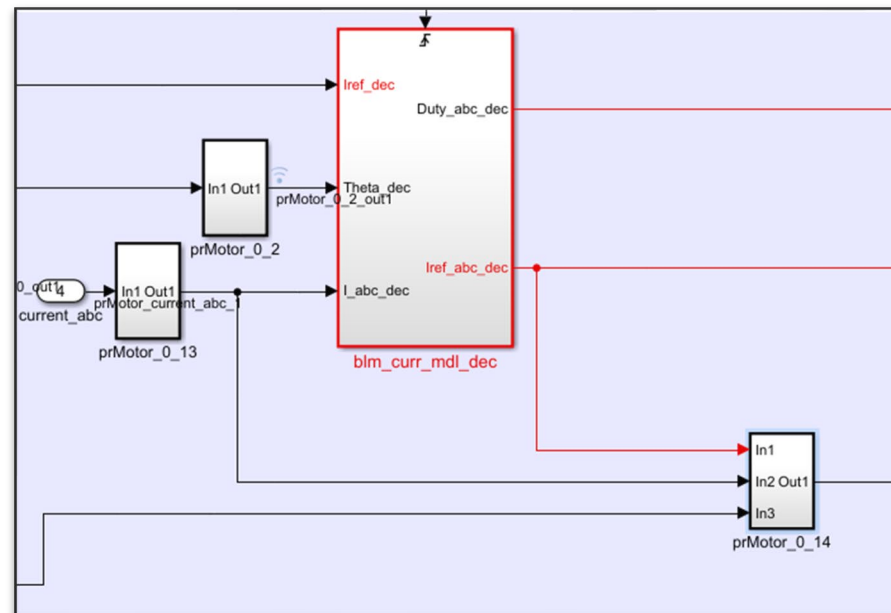 Iref_dec
Duty_abc_dec
In1 Out1
Theta_dec
prMotor_0_2_out1
prMotor_0_2
Iref_abc_dec
0_out1
4
In1 Out1
I_abc_dec
prMotor_current_abc_1
current_abc
prMotor_0_13
blm_curr_mdl_dec
In1
In2 Out1
In3
prMotor_0_14